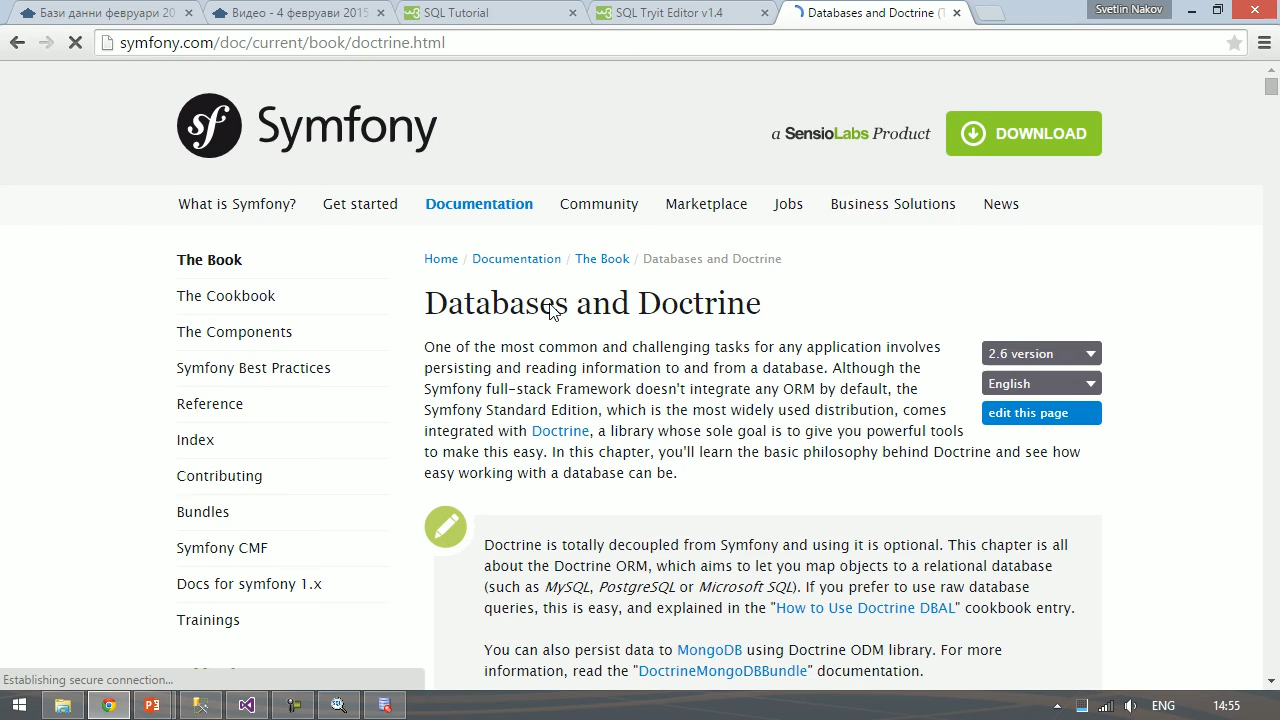 Бази данни февруари 20
Видео - 4 февруави 2015
SQL Tutorial
SQL Tryit Editor v1.4
Databases and Doctrine (T
Svetlin Nakov
symfony.com/doc/current/book/doctrine.html
sf Symfony
a SensioLabs Product
DOWNLOAD
What is Symfony?
Get started
Documentation
Community
Marketplace
Jobs
Business Solutions
News
The Book
The Cookbook
The Components
Symfony Best Practices
Reference
Index
Contributing
Bundles
Symfony CMF
Docs for symfony 1.x
Trainings
Home / Documentation / The Book / Databases and Doctrine
Databases and Doctrine
One of the most common and challenging tasks for any application involves
persisting and reading information to and from a database. Although the
Symfony full-stack Framework doesn't integrate any ORM by default, the
Symfony Standard Edition, which is the most widely used distribution, comes
integrated with Doctrine, a library whose sole goal is to give you powerful tools
to make this easy. In this chapter, you'll learn the basic philosophy behind Doctrine and see how
easy working with a database can be.
2.6 version
English
edit this page
Doctrine is totally decoupled from Symfony and using it is optional. This chapter is all
about the Doctrine ORM, which aims to let you map objects to a relational database
(such as MySQL, PostgreSQL or Microsoft SQL). If you prefer to use raw database
queries, this is easy, and explained in the "How to Use Doctrine DBAL" cookbook entry.
You can also persist data to MongoDB using Doctrine ODM library. For more
information, read the "DoctrineMongoDBBundle" documentation.
Establishing secure connection...
ENG
14:55